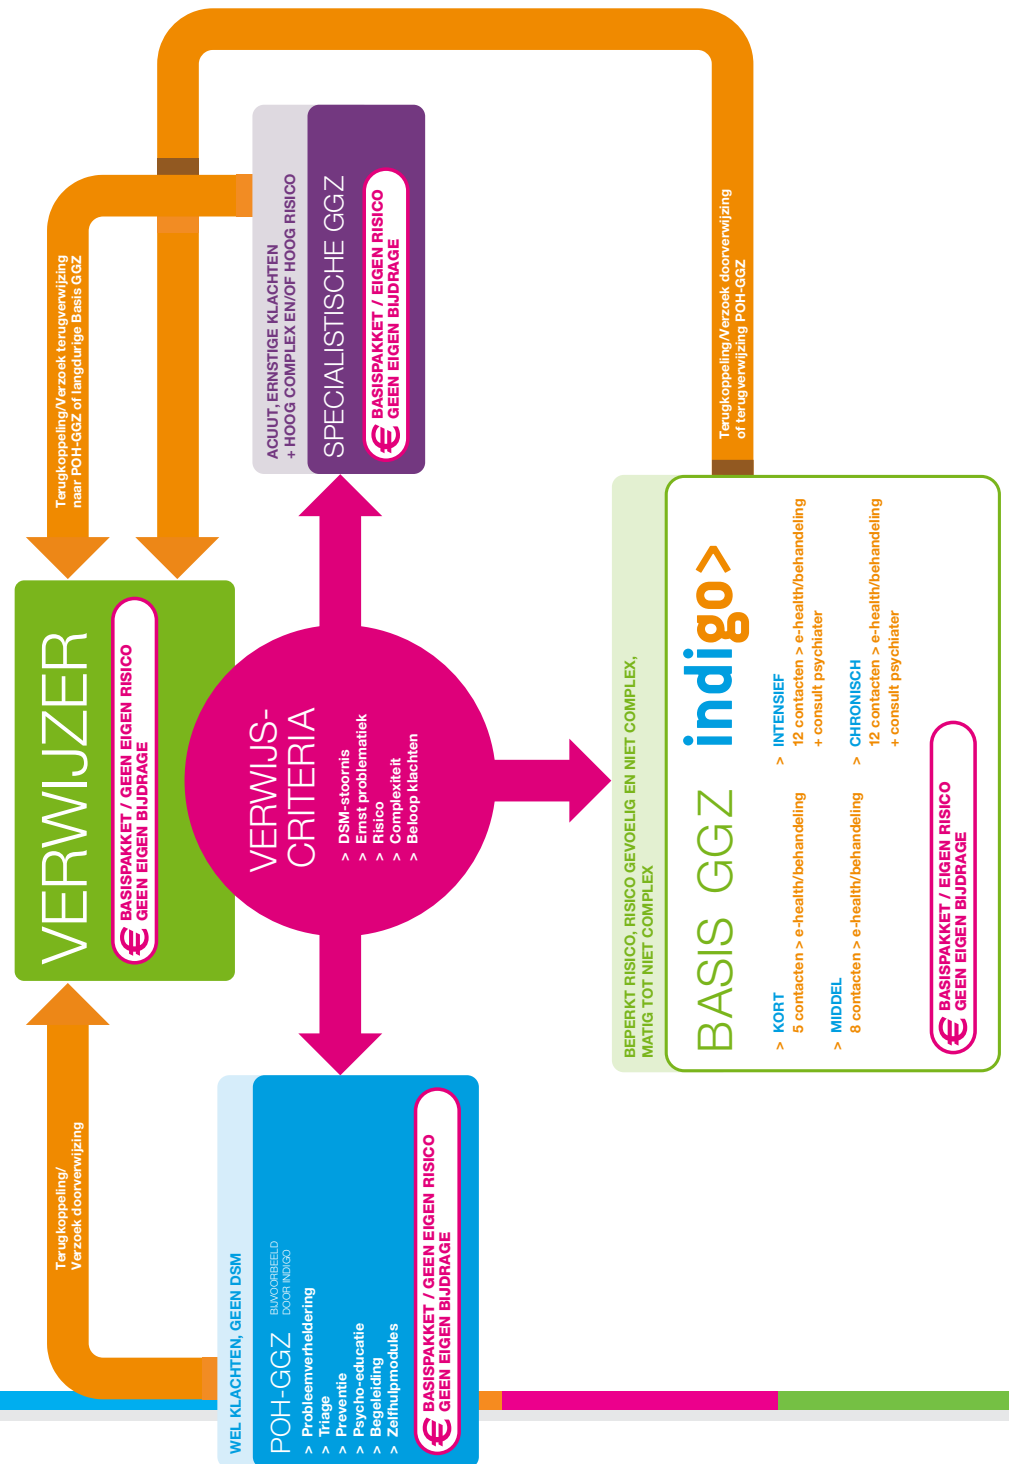 Terugkoppeling/
Verzoek doorverwijzing
VERWIJZER
€ BASISPAKKET / GEEN EIGEN RISICO
GEEN EIGEN BIJDRAGE
Terugkoppeling/Verzoek terugverwijzing
naar POH-GGZ of langdurige Basis GGZ
WEL KLACHTEN, GEEN DSM
POH-GGZ
BIJVOORBEELD
DOOR INDIGO
> Probleemverheldering
> Triage
> Preventie
> Psycho-educatie
> Begeleiding
> Zelfhulpmodules
€ BASISPAKKET / GEEN EIGEN RISICO
GEEN EIGEN BIJDRAGE
VERWIJS-
CRITERIA
> DSM-stoornis
> Ernst problematiek
> Risico
> Complexiteit
> Beloop klachten
ACUUT, ERNSTIGE KLACHTEN
+ HOOG COMPLEX EN/OF HOOG RISICO
SPECIALISTISCHE GGZ
€ BASISPAKKET / EIGEN RISICO
GEEN EIGEN BIJDRAGE
BEPERKT RISICO, RISICO GEVOELIG EN NIET COMPLEX,
MATIG TOT NIET COMPLEX
BASIS GGZ
indigo>
> KORT
5 contacten > e-health/behandeling
> MIDDEL
8 contacten > e-health/behandeling
> INTENSIEF
12 contacten > e-health/behandeling
+ consult psychiater
> CHRONISCH
12 contacten > e-health/behandeling
+ consult psychiater
€ BASISPAKKET / EIGEN RISICO
GEEN EIGEN BIJDRAGE
Terugkoppeling/Verzoek doorverwijzing
of terugverwijzing POH-GGZ